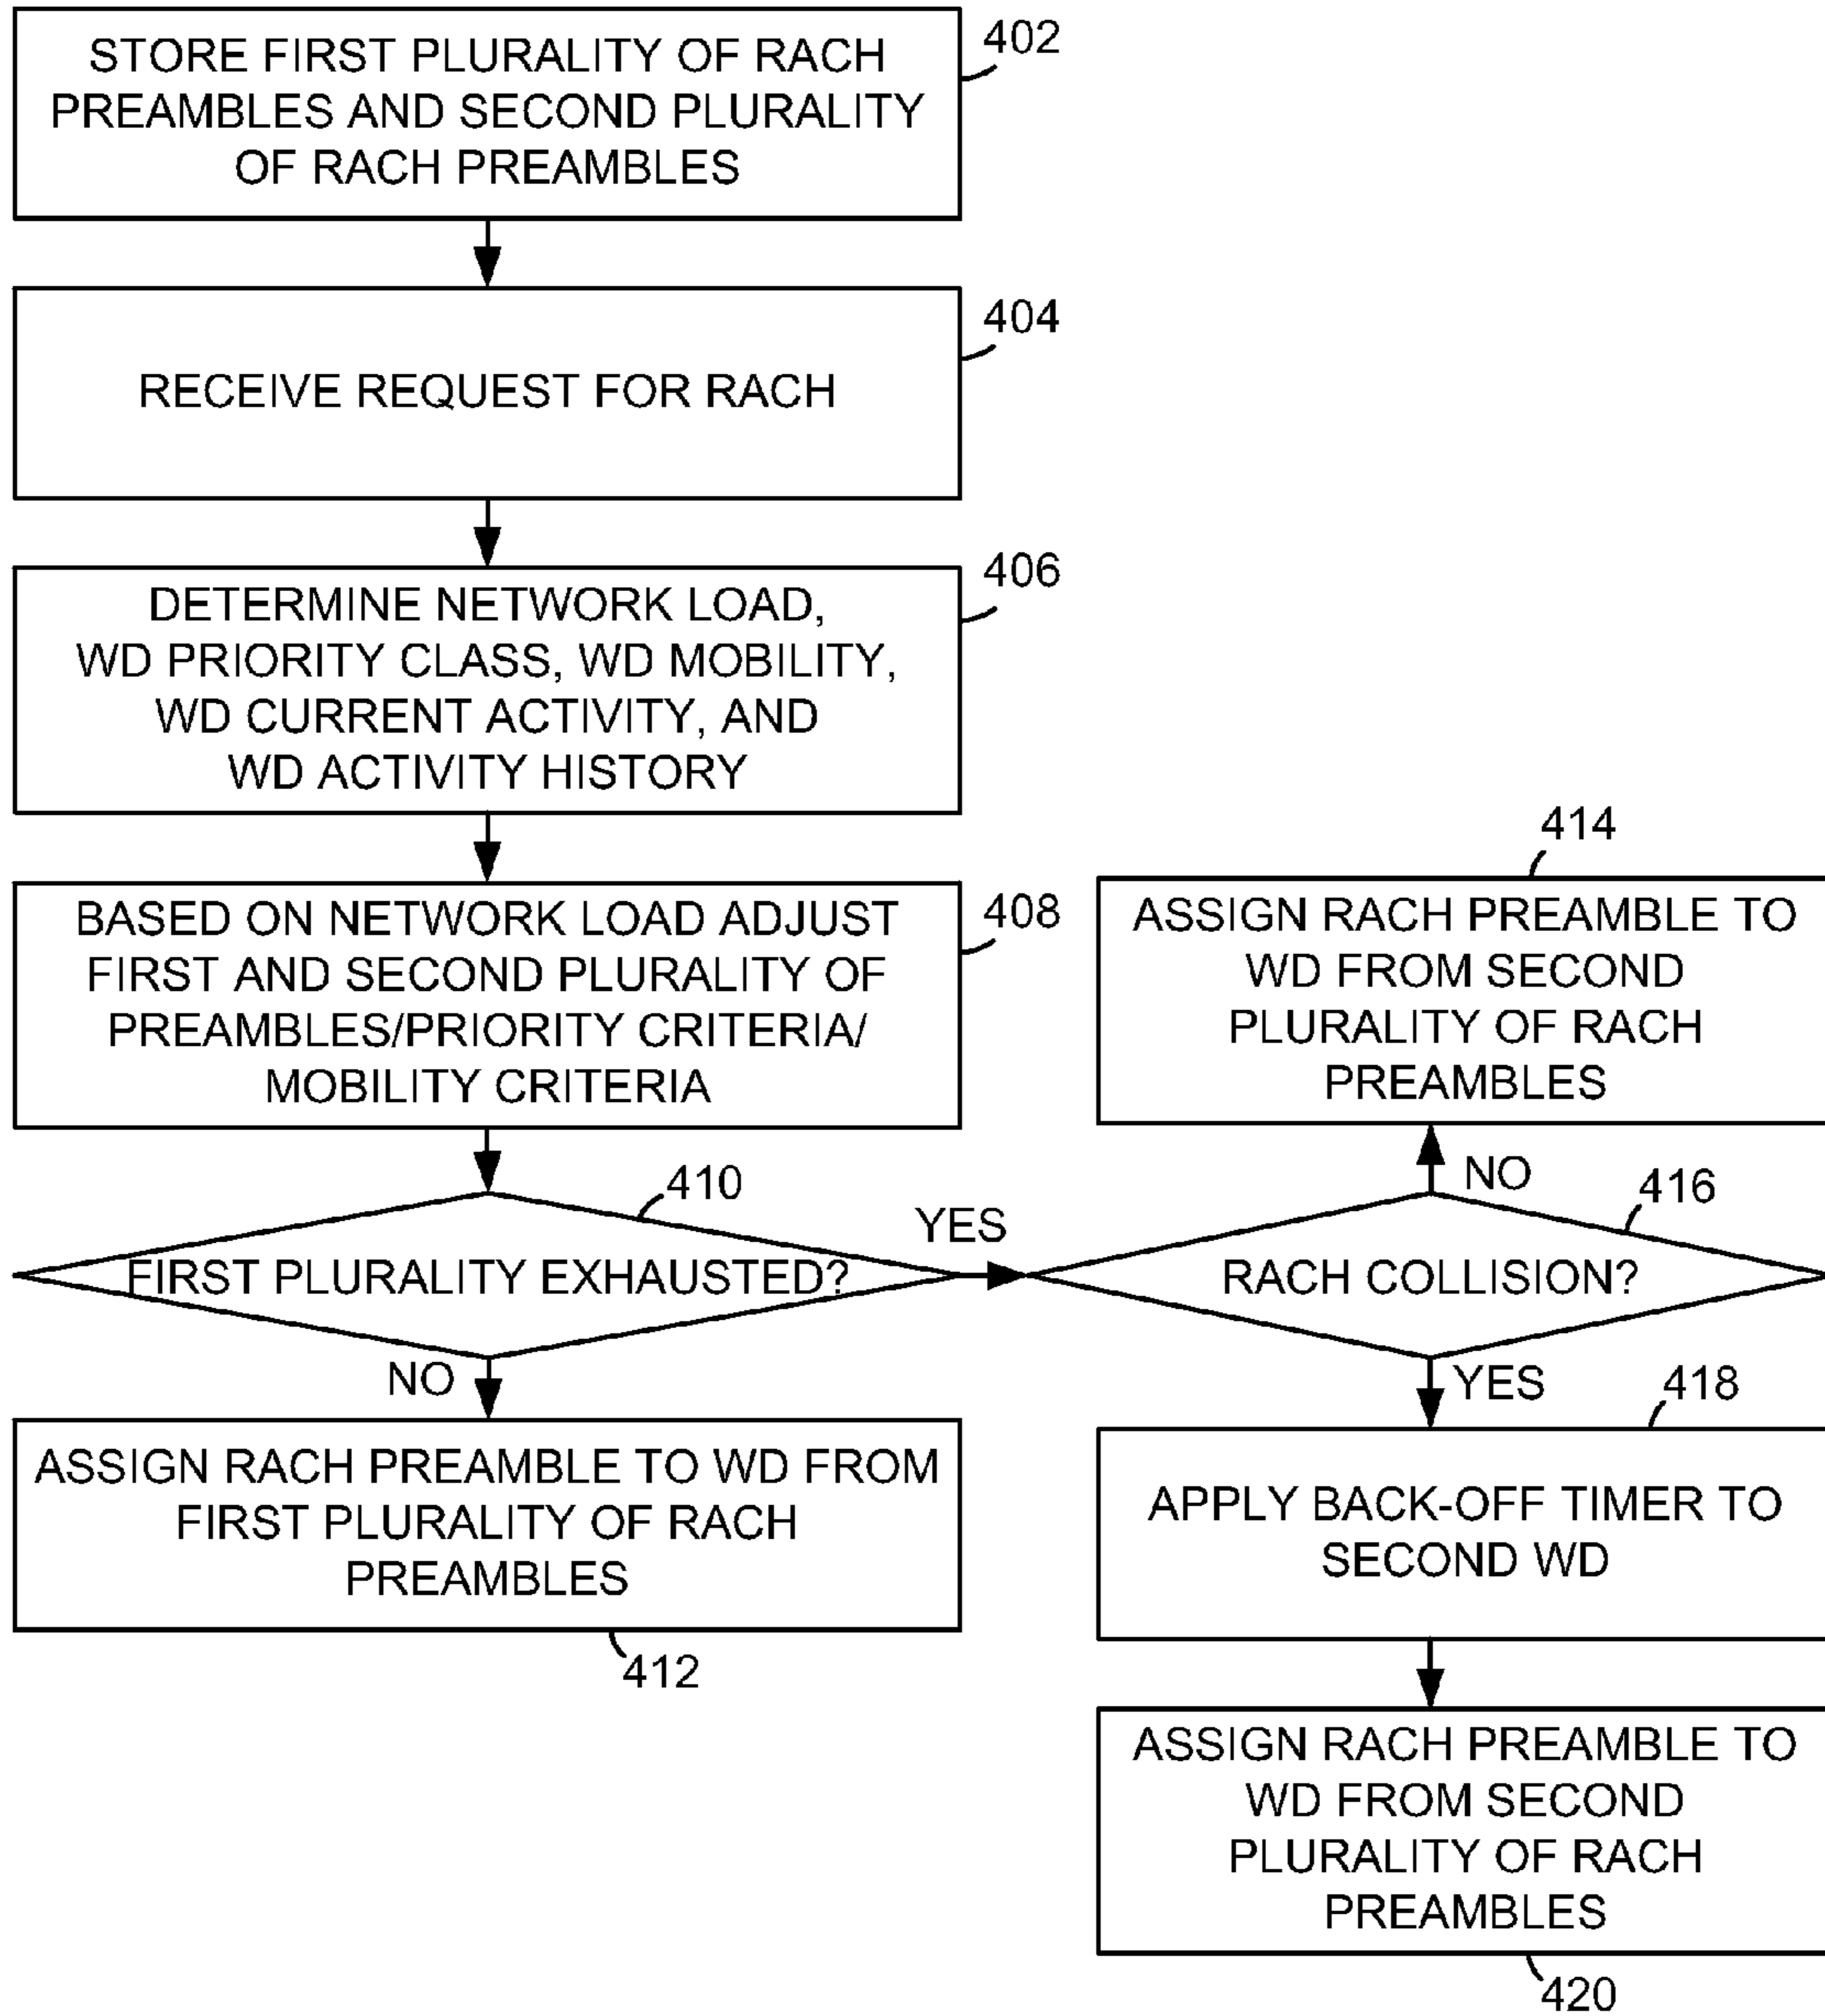 STORE FIRST PLURALITY OF RACH
PREAMBLES AND SECOND PLURALITY
OF RACH PREAMBLES
402
RECEIVE REQUEST FOR RACH
404
DETERMINE NETWORK LOAD,
WD PRIORITY CLASS, WD MOBILITY,
WD CURRENT ACTIVITY, AND
WD ACTIVITY HISTORY
406
BASED ON NETWORK LOAD ADJUST
FIRST AND SECOND PLURALITY OF
PREAMBLES/PRIORITY CRITERIA/
MOBILITY CRITERIA
408
FIRST PLURALITY EXHAUSTED?
410
YES
NO
ASSIGN RACH PREAMBLE TO WD FROM
FIRST PLURALITY OF RACH
PREAMBLES
412
414
ASSIGN RACH PREAMBLE TO
WD FROM SECOND
PLURALITY OF RACH
PREAMBLES
NO
416
RACH COLLISION?
YES
418
APPLY BACK-OFF TIMER TO
SECOND WD
ASSIGN RACH PREAMBLE TO
WD FROM SECOND
PLURALITY OF RACH
PREAMBLES
420